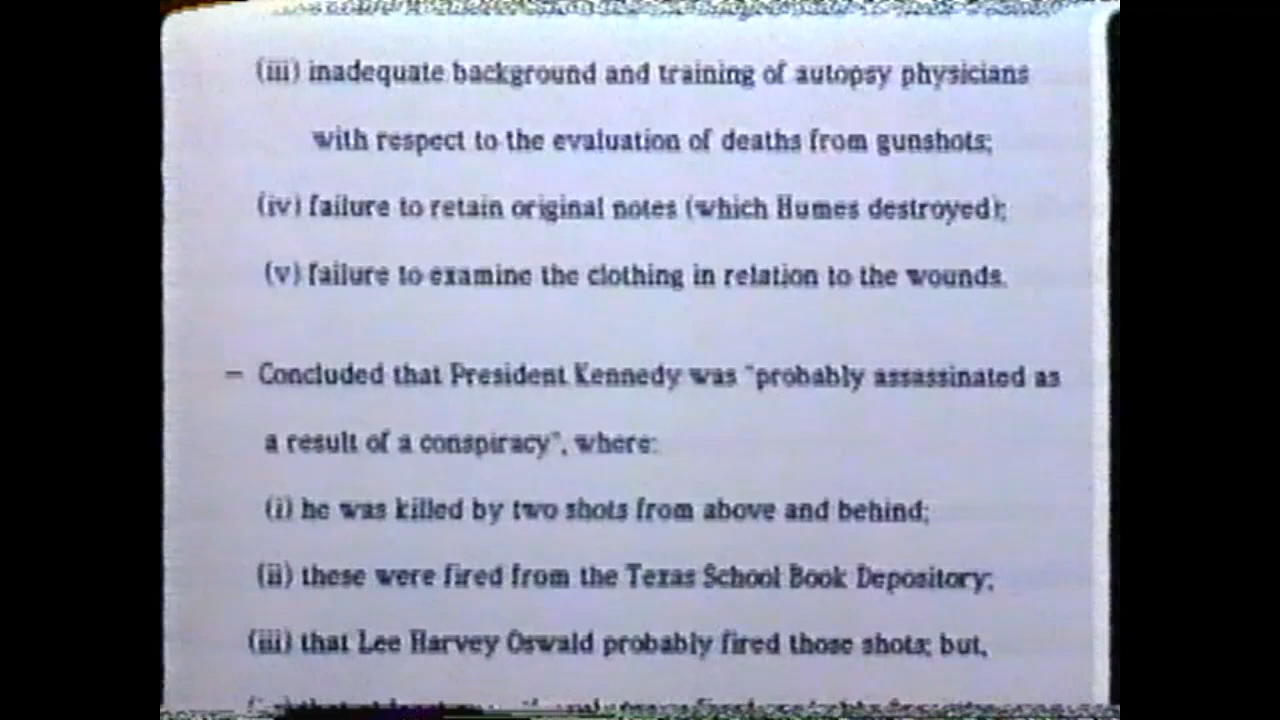 (iii) inadequate background and training of autopsy physicians
with respect to the evaluation of deaths from gunshots;
(iv) failure to retain original notes (which Humes destroyed);
(v) failure to examine the clothing in relation to the wounds.
– Concluded that President Kennedy was "probably assassinated as
a result of a conspiracy", where:
(i) he was killed by two shots from above and behind;
(ii) these were fired from the Texas School Book Depository;
(iii) that Lee Harvey Oswald probably fired those shots; but,